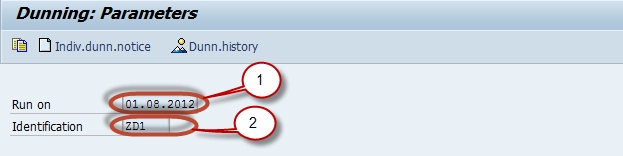 Dunning: Parameters
Indiv.dunn.notice Dunn.history
1
Run on 01.08.2012
Identification ZD1
2